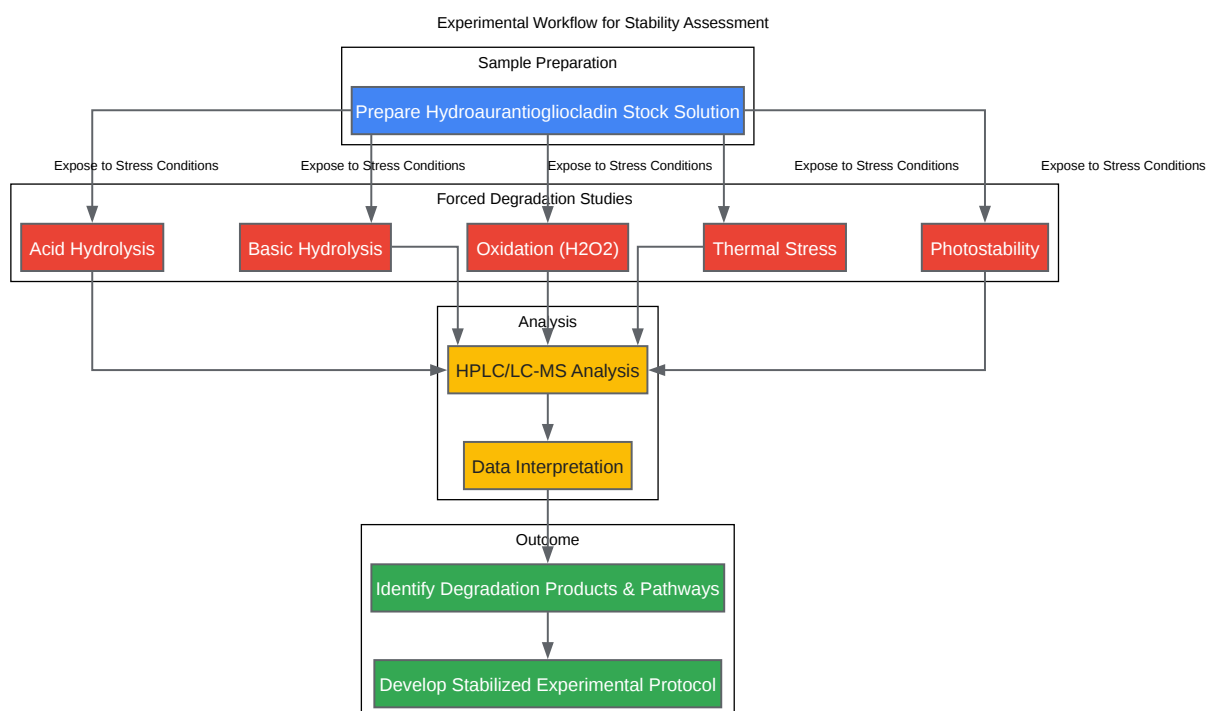 Experimental Workflow for Stability Assessment
Sample Preparation
Prepare Hydroaurantiogliocladin Stock Solution
Expose to Stress Conditions
Expose to Stress Conditions
Expose to Stress Conditions
Expose to Stress Conditions
Expose to Stress Conditions
Forced Degradation Studies
Acid Hydrolysis
Basic Hydrolysis
Oxidation (H2O2)
Thermal Stress
Photostability
Analysis
HPLC/LC-MS Analysis
Data Interpretation
Outcome
Identify Degradation Products & Pathways
Develop Stabilized Experimental Protocol